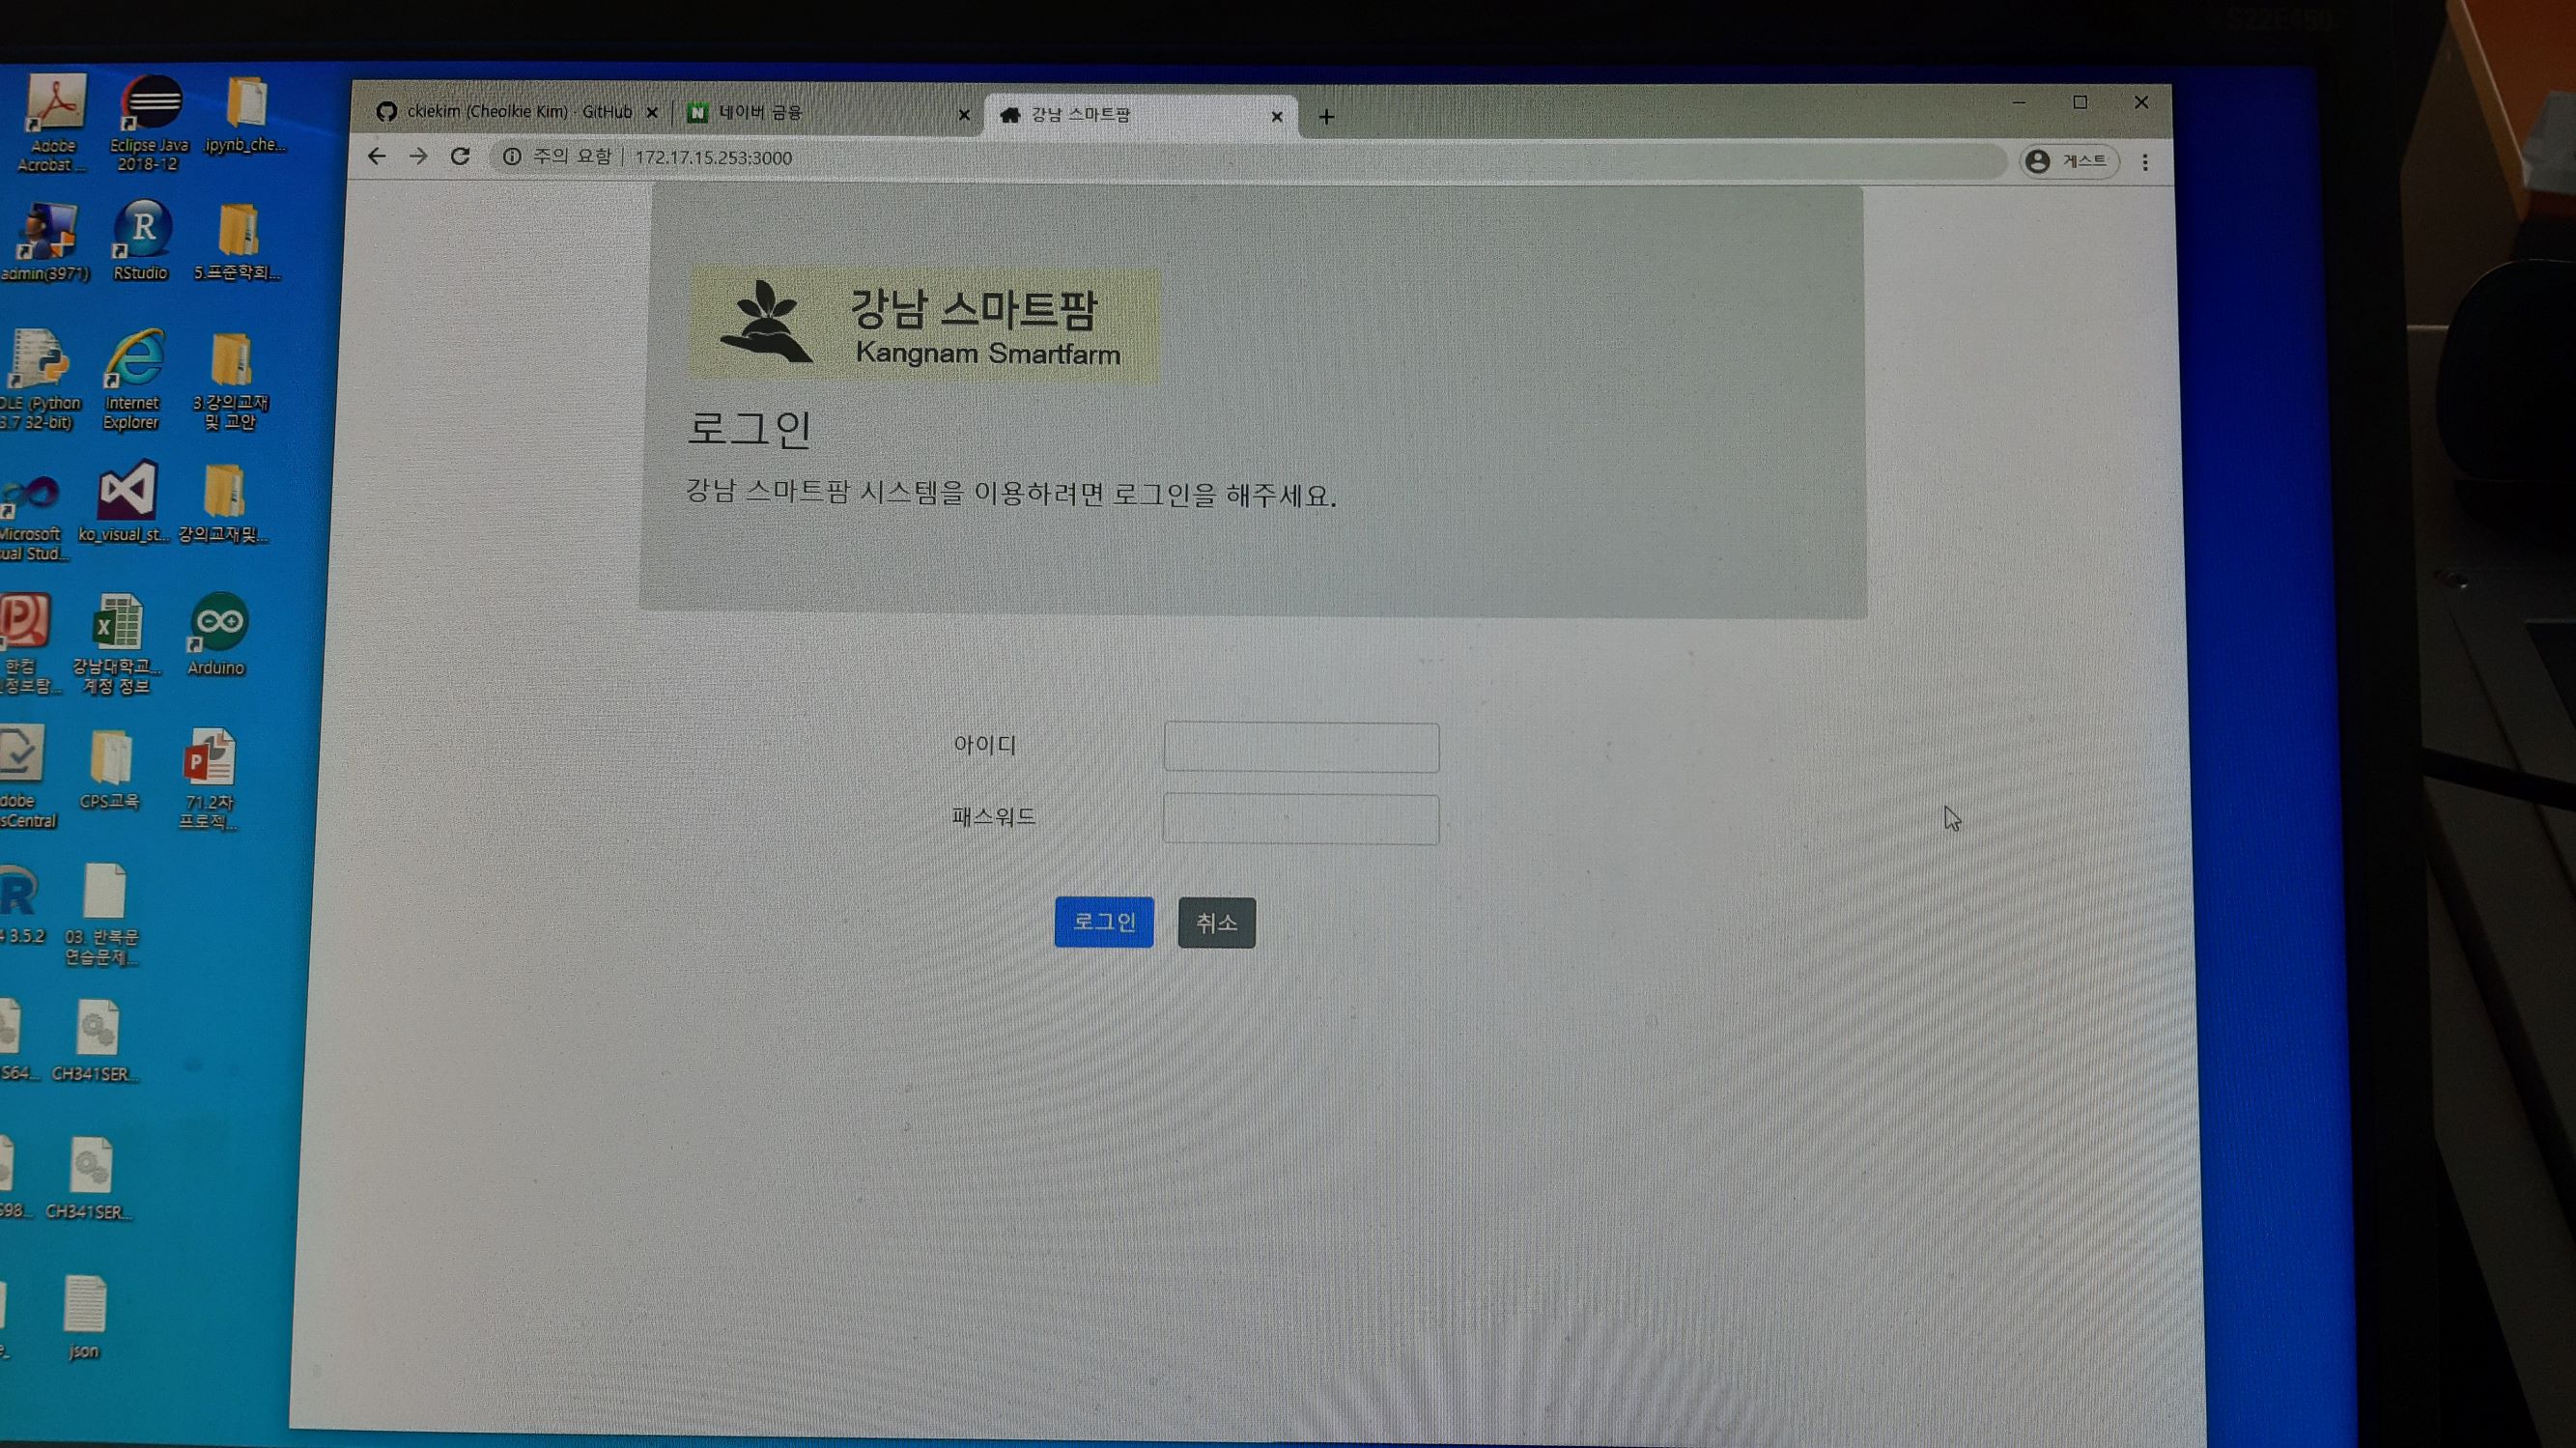 S22E450
ckiekim (Cheolkie Kim) · GitHub
네이버 금융
강남 스마트팜
주의 요함 | 172.17.15.253:3000
게스트
강남 스마트팜
Kangnam Smartfarm
로그인
강남 스마트팜 시스템을 이용하려면 로그인을 해주세요.
아이디
패스워드
로그인 취소
Adobe
Acrobat ...
Eclipse Java
2018-12
.ipynb_che...
admin(3971)
RStudio
5.프준학회...
(Python
3.7 32-bit)
Internet
Explorer
3.강의교재
및 교안
Microsoft
ual Stud...
ko_visual_st...
강의교재및...
한컴
강남대학교...
계정 정보
Arduino
dobe
sCentral
CPS교육
71.2차
프로젝...
3.5.2
03. 반복문
연습문제...
S64...
CH341SER...
S98...
CH341SER...
json